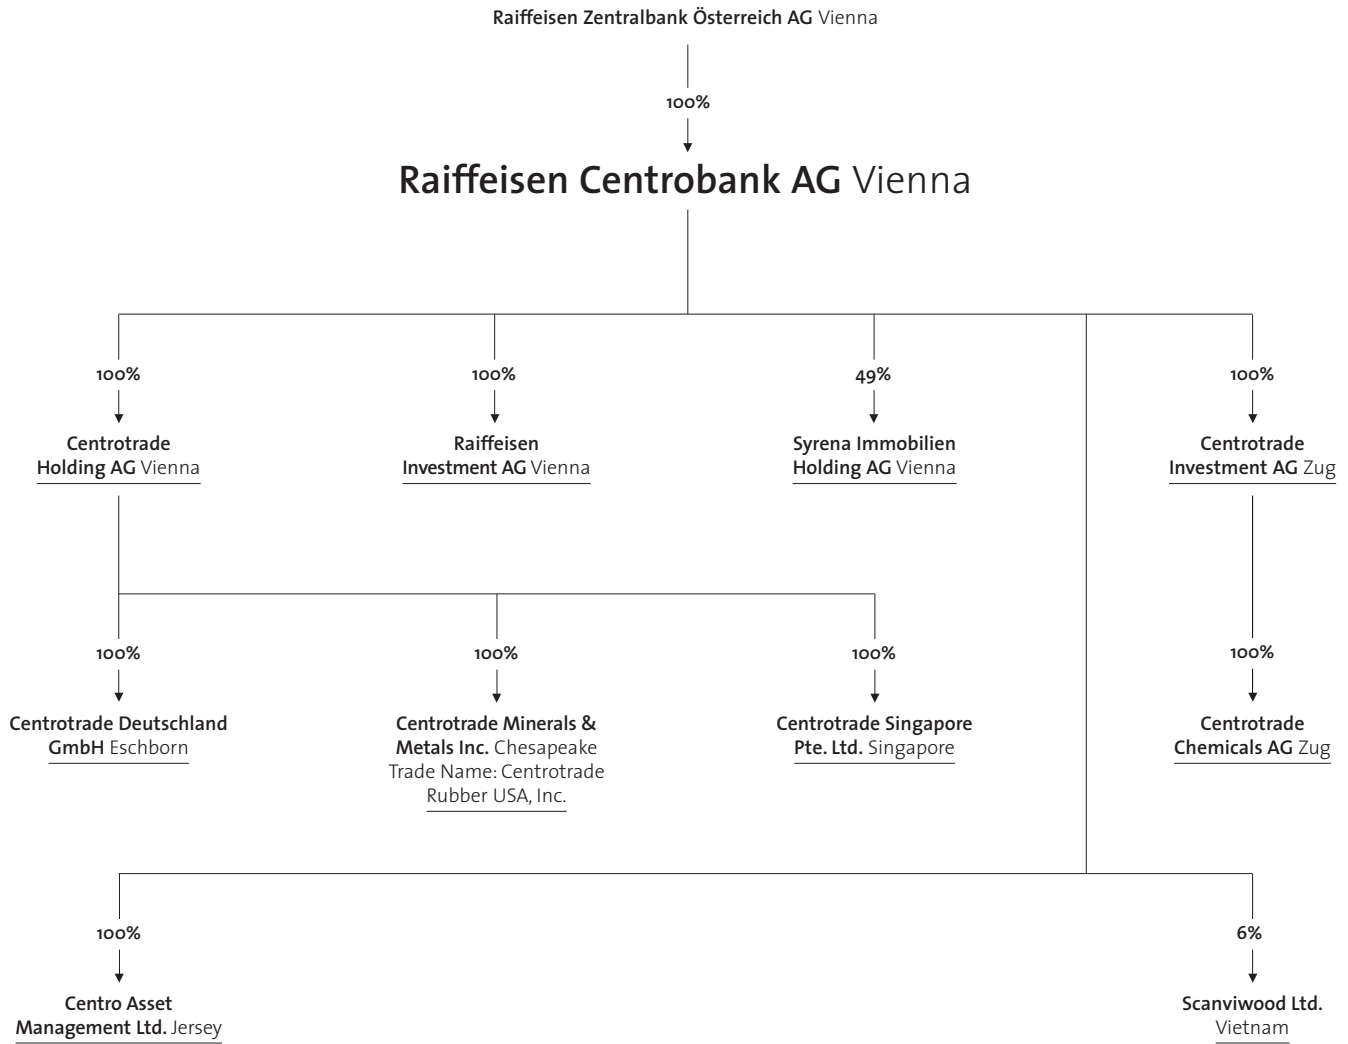 Raiffeisen Zentralbank Österreich AG Vienna
100%
Raiffeisen Centrobank AG Vienna
100%
100%
49%
100%
Centrotrade
Holding AG Vienna
Raiffeisen
Investment AG Vienna
Syrena Immobilien
Holding AG Vienna
Centrotrade
Investment AG Zug
100%
100%
100%
100%
Centrotrade Deutschland
GmbH Eschborn
Centrotrade Minerals &
Metals Inc. Chesapeake
Trade Name: Centrotrade
Rubber USA, Inc.
Centrotrade Singapore
Pte. Ltd. Singapore
Centrotrade
Chemicals AG Zug
100%
6%
Centro Asset
Management Ltd. Jersey
Scanviwood Ltd.
Vietnam